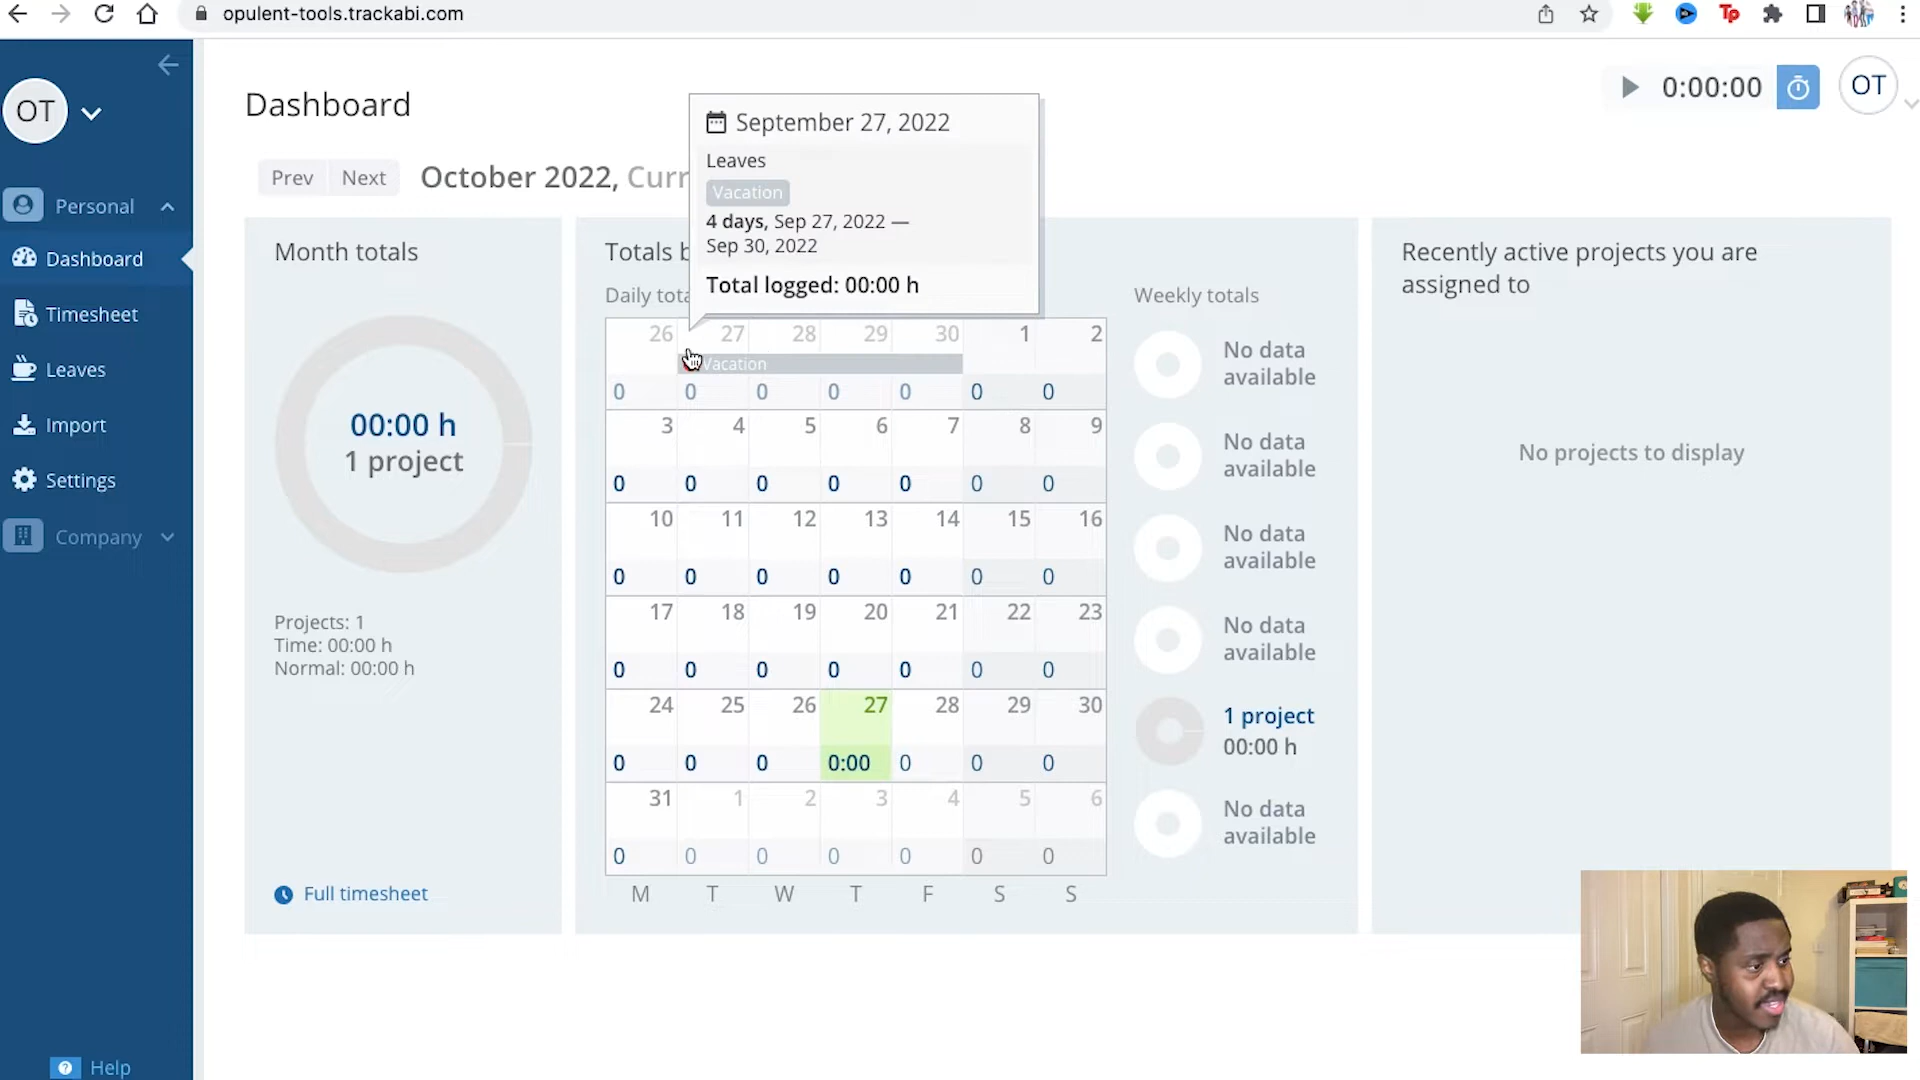 opulent-tools.trackabi.com
Tp
OT
Personal
Dashboard
Timesheet
Leaves
Import
Settings
Company
Help
Dashboard
0:00:00
OT
Prev
Next
October 2022,
September 27, 2022
Leaves
Vacation
4 days, Sep 27, 2022 —
Sep 30, 2022
Total logged: 00:00 h
Month totals
00:00 h
1 project
Projects: 1
Time: 00:00 h
Normal: 00:00 h
Full timesheet
Totals
Daily
26 27 28 29 30 1 2
Vacation
0 0 0 0 0 0 0
3 4 5 6 7 8 9
0 0 0 0 0 0 0
10 11 12 13 14 15 16
0 0 0 0 0 0 0
17 18 19 20 21 22 23
0 0 0 0 0 0 0
24 25 26 27 28 29 30
0 0 0 0:00 0 0 0
31 1 2 3 4 5 6
0 0 0 0 0 0 0
M T W T F S S
Weekly totals
No data
available
No data
available
No data
available
No data
available
1 project
00:00 h
No data
available
Recently active projects you are
assigned to
No projects to display